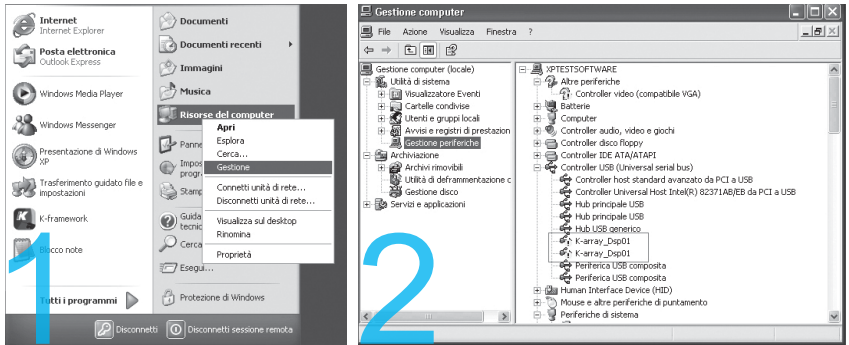 Internet
Internet Explorer
Posta elettronica
Outlook Express
Windows Media Player
Windows Messenger
Presentazione di Windows
XP
Trasferimento guidato file e
impostazioni
K-framework
Blocco note
Tutti i programmi
Documenti
Documenti recenti
Immagini
Musica
Risorse del computer
Panne
Impos
progr
Stamp
Guida
tecnic
Cerca
Esegui...
Protezione di Windows
Apri
Esplora
Cerca...
Gestione
Connetti unità di rete...
Disconnetti unità di rete...
Visualizza sul desktop
Rinomina
Proprietà
Disconnetti
Disconnetti sessione remota
1
Gestione computer
File Azione Visualizza Finestra ?
Gestione computer (locale)
Utilità di sistema
Visualizzatore Eventi
Cartelle condivise
Utenti e gruppi locali
Avvisi e registri di prestazion
Gestione periferiche
Archiviazione
Archivi rimovibili
Utilità di deframmentazione c
Gestione disco
Servizi e applicazioni
XPTESTSOFTWARE
Altre periferiche
Controller video (compatibile VGA)
Batterie
Computer
Controller audio, video e giochi
Controller disco floppy
Controller IDE ATA/ATAPI
Controller USB (Universal serial bus)
Controller host standard avanzato da PCI a USB
Controller Universal Host Intel(R) 82371AB/EB da PCI a USB
Hub principale USB
Hub principale USB
Hub USB generico
K-array_Dsp01
K-array_Dsp01
Periferica USB composita
Periferica USB composita
Human Interface Device (HID)
Mouse e altre periferiche di puntamento
Periferiche di sistema
2